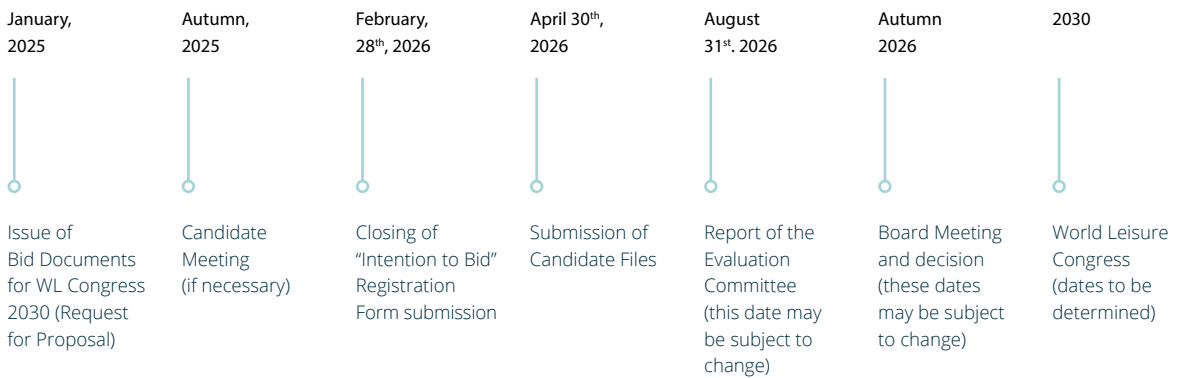 January,
2025
Autumn,
2025
February,
28th, 2026
April 30th,
2026
August
31st. 2026
Autumn
2026
2030
Issue of
Bid Documents
for WL Congress
2030 (Request
for Proposal)
Candidate
Meeting
(if necessary)
Closing of
“Intention to Bid”
Registration
Form submission
Submission of
Candidate Files
Report of the
Evaluation
Committee
(this date may
be subject to
change)
Board Meeting
and decision
(these dates
may be subject
to change)
World Leisure
Congress
(dates to be
determined)